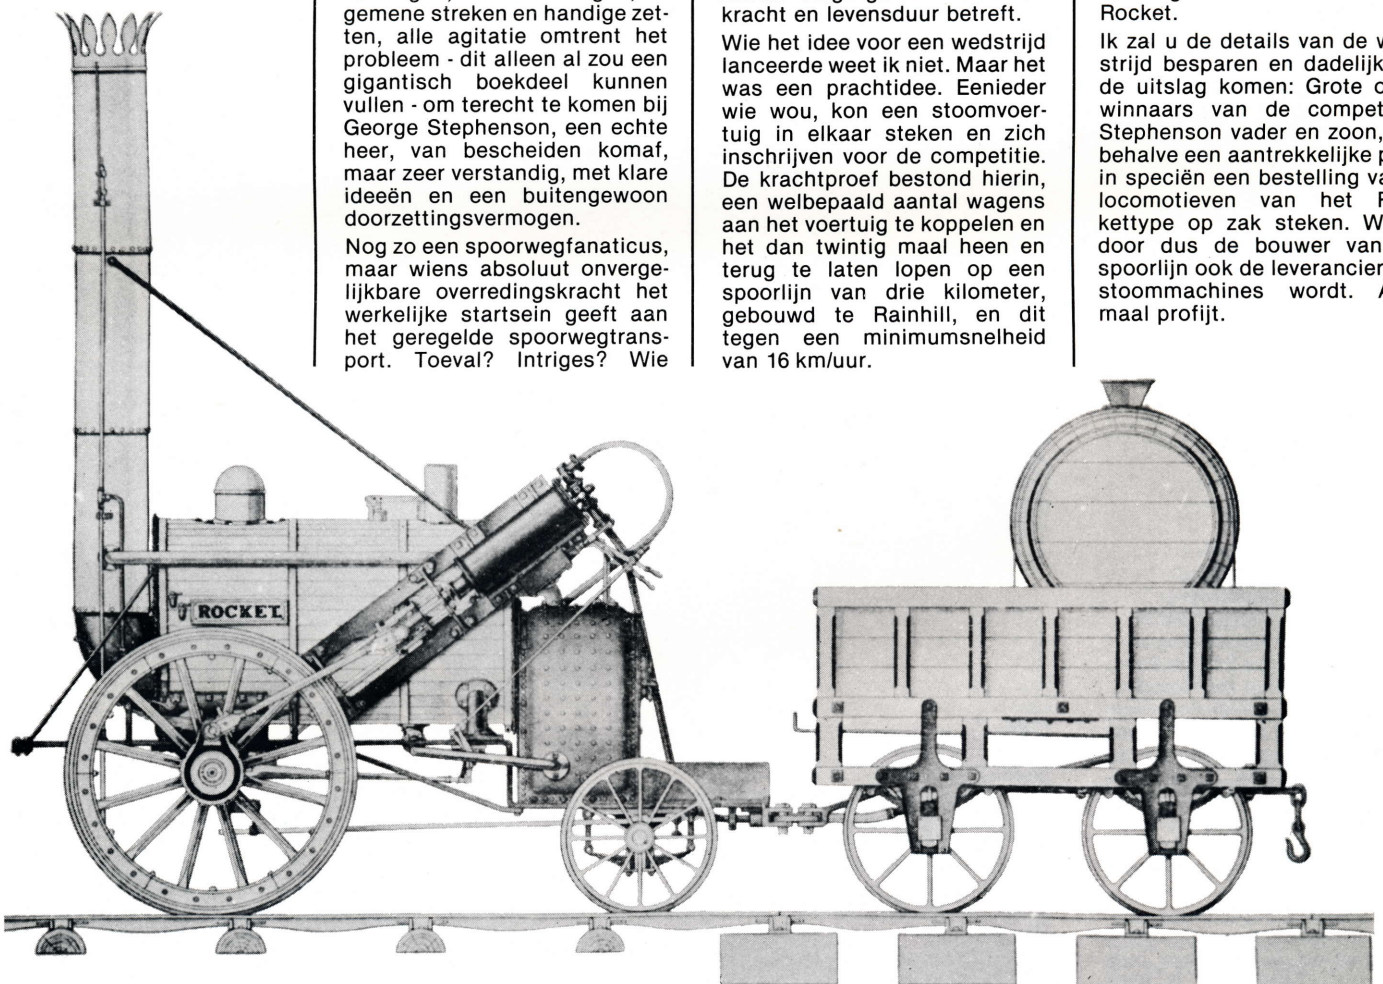 gemene streken en handige zet-
ten, alle agitatie omtrent het
probleem - dit alleen al zou een
gigantisch boekdeel kunnen
vullen - om terecht te komen bij
George Stephenson, een echte
heer, van bescheiden komaf,
maar zeer verstandig, met klare
ideeën en een buitengewoon
doorzettingsvermogen.
Nog zo een spoorwegfanaticus,
maar wiens absoluut onverge-
lijkbare overredingskracht het
werkelijke startsein geeft aan
het geregelde spoorwegtrans-
port. Toeval? Intriges? Wie
kracht en levensduur betreft.
Wie het idee voor een wedstrijd
lanceerde weet ik niet. Maar het
was een prachtidee. Eenieder
wie wou, kon een stoomvoer-
tuig in elkaar steken en zich
inschrijven voor de competitie.
De krachtproef bestond hierin,
een welbepaald aantal wagens
aan het voertuig te koppelen en
het dan twintig maal heen en
terug te laten lopen op een
spoorlijn van drie kilometer,
gebouwd te Rainhill, en dit
tegen een minimumsnelheid
van 16 km/uur.
Rocket.
Ik zal u de details van de w
strijd besparen en dadelijk
de uitslag komen: Grote
winnaars van de compet
Stephenson vader en zoon,
behalve een aantrekkelijke p
in speciën een bestelling va
locomotieven van het
kettype op zak steken. W
door dus de bouwer van
spoorlijn ook de leverancier
stoommachines wordt. A
maal profijt.
ROCKET.